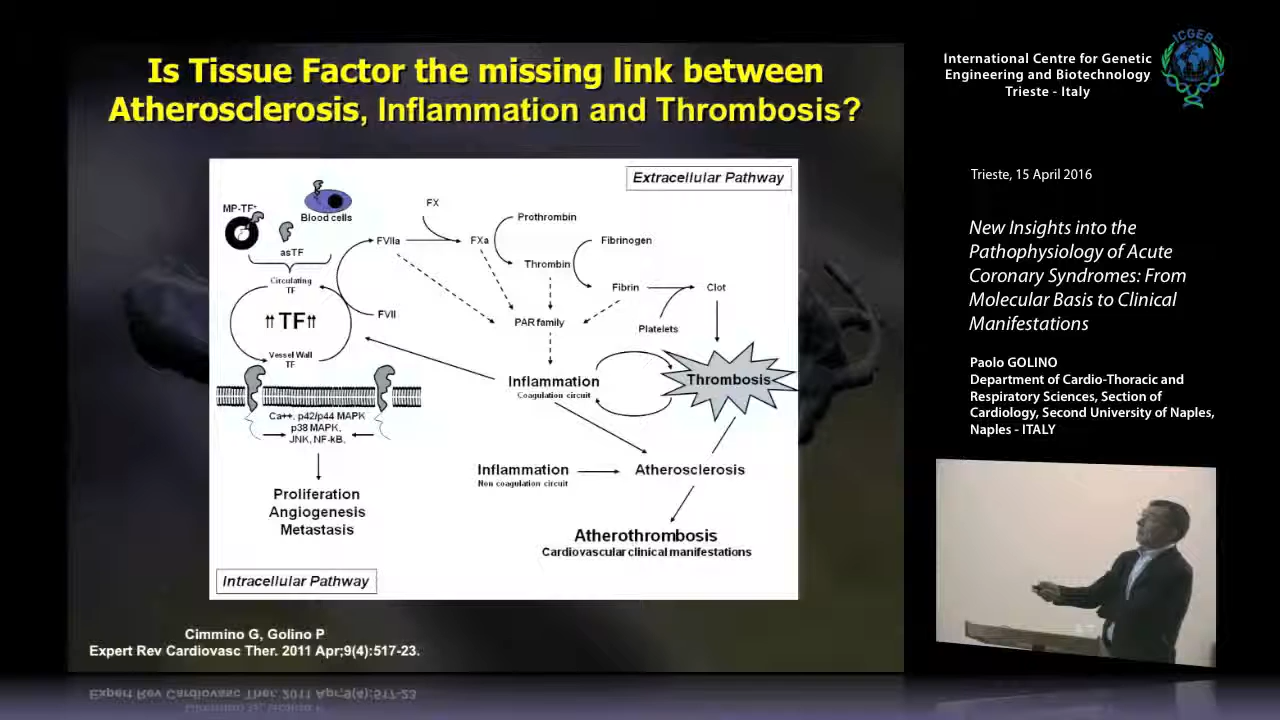 Is Tissue Factor the missing link between
Atherosclerosis, Inflammation and Thrombosis?
Extracellular Pathway
MP-TF+
Blood cells
asTF
Circulating
TF
⇈TF⇈
Vessel Wall
TF
FVII
FVIIa
FX
FXa
Prothrombin
Thrombin
Fibrinogen
Fibrin
Clot
Platelets
PAR family
Inflammation
Coagulation circuit
Thrombosis
Ca++, p42/p44 MAPK
p38 MAPK,
JNK, NF-kB,
Proliferation
Angiogenesis
Metastasis
Inflammation
Non coagulation circuit
Atherosclerosis
Atherothrombosis
Cardiovascular clinical manifestations
Intracellular Pathway
Cimmino G, Golino P
Expert Rev Cardiovasc Ther. 2011 Apr;9(4):517-23.
International Centre for Genetic
Engineering and Biotechnology
Trieste - Italy
ICGEB
Trieste, 15 April 2016
New Insights into the
Pathophysiology of Acute
Coronary Syndromes: From
Molecular Basis to Clinical
Manifestations
Paolo GOLINO
Department of Cardio-Thoracic and
Respiratory Sciences, Section of
Cardiology, Second University of Naples,
Naples - ITALY